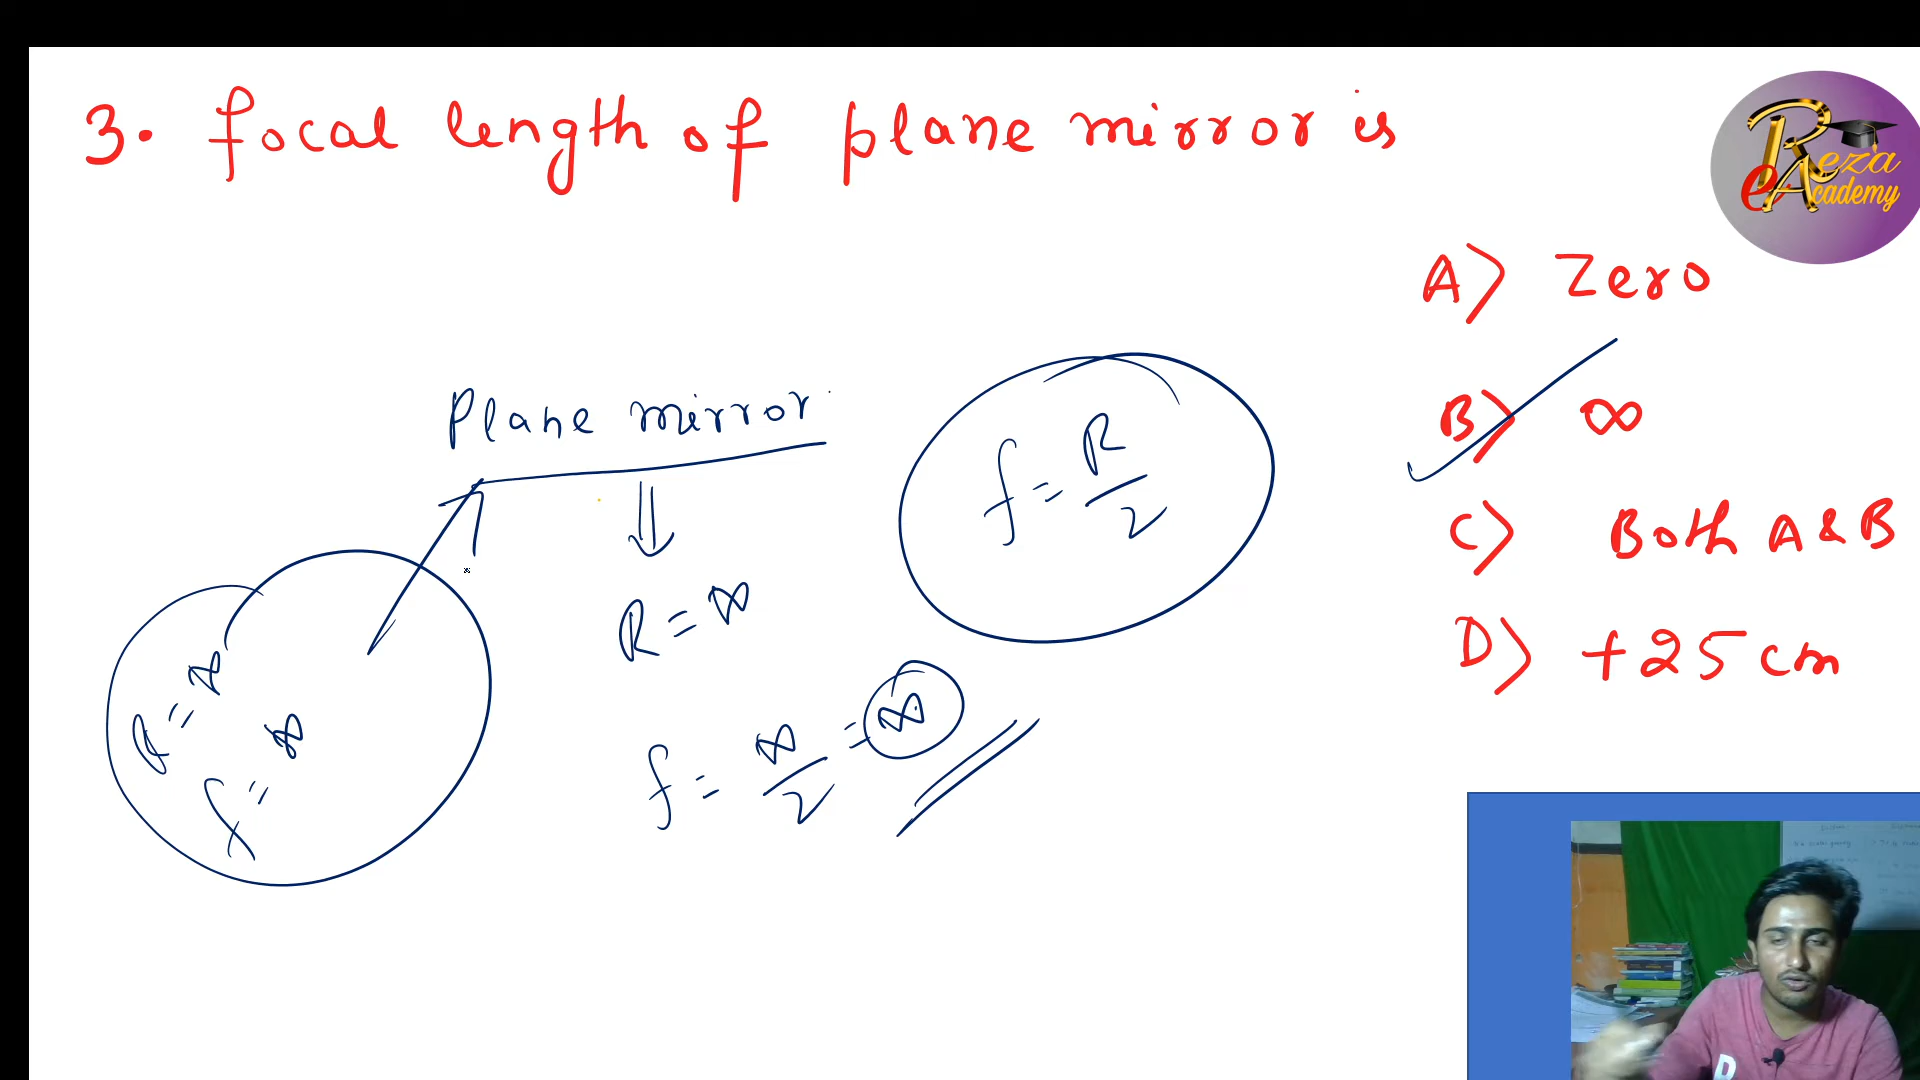 3. focal length of plane mirror is
Reza
e Academy
A) Zero
B) ∞
C) Both A & B
D) +25 cm
Plane mirror
f = R/2
R = ∞
f = ∞/2 = ∞
R = ∞
f = ∞